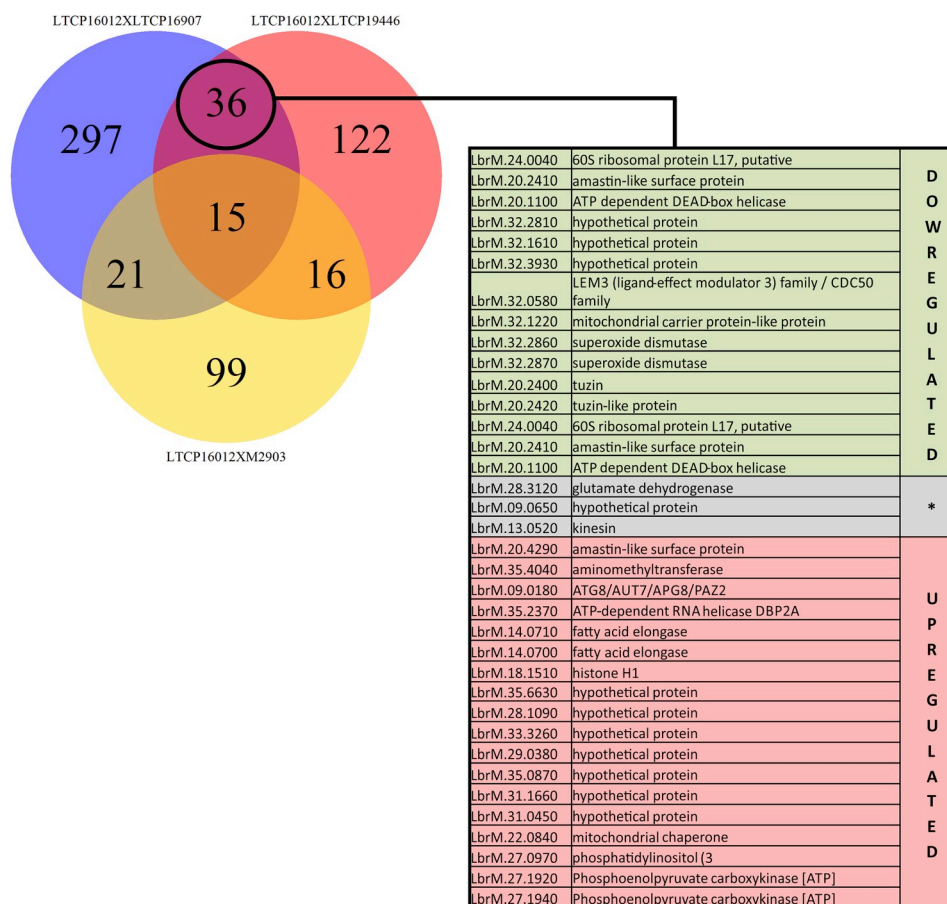 LTCP16012XLTCP16907 LTCP16012XLTCP19446
36
297
122
15
21
16
99
LTCP16012XM2903
LbrM.24.0040 60S ribosomal protein L17, putative
LbrM.20.2410 amastin-like surface protein
LbrM.20.1100 ATP dependent DEAD-box helicase
LbrM.32.2810 hypothetical protein
LbrM.32.1610 hypothetical protein
LbrM.32.3930 hypothetical protein
LEM3 (ligand-effect modulator 3) family / CDC50
LbrM.32.0580 family
LbrM.32.1220 mitochondrial carrier protein-like protein
LbrM.32.2860 superoxide dismutase
LbrM.32.2870 superoxide dismutase
LbrM.20.2400 tuzin
LbrM.20.2420 tuzin-like protein
LbrM.24.0040 60S ribosomal protein L17, putative
LbrM.20.2410 amastin-like surface protein
LbrM.20.1100 ATP dependent DEAD-box helicase
DOWREGULATED
LbrM.28.3120 glutamate dehydrogenase
LbrM.09.0650 hypothetical protein
LbrM.13.0520 kinesin
*
LbrM.20.4290 amastin-like surface protein
LbrM.35.4040 aminomethyltransferase
LbrM.09.0180 ATG8/AUT7/APG8/PAZ2
LbrM.35.2370 ATP-dependent RNA helicase DBP2A
LbrM.14.0710 fatty acid elongase
LbrM.14.0700 fatty acid elongase
LbrM.18.1510 histone H1
LbrM.35.6630 hypothetical protein
LbrM.28.1090 hypothetical protein
LbrM.33.3260 hypothetical protein
LbrM.29.0380 hypothetical protein
LbrM.35.0870 hypothetical protein
LbrM.31.1660 hypothetical protein
LbrM.31.0450 hypothetical protein
LbrM.22.0840 mitochondrial chaperone
LbrM.27.0970 phosphatidylinositol (3
LbrM.27.1920 Phosphoenolpyruvate carboxykinase [ATP]
LbrM.27.1940 Phosphoenolpyruvate carboxykinase [ATP]
UPREGULATED